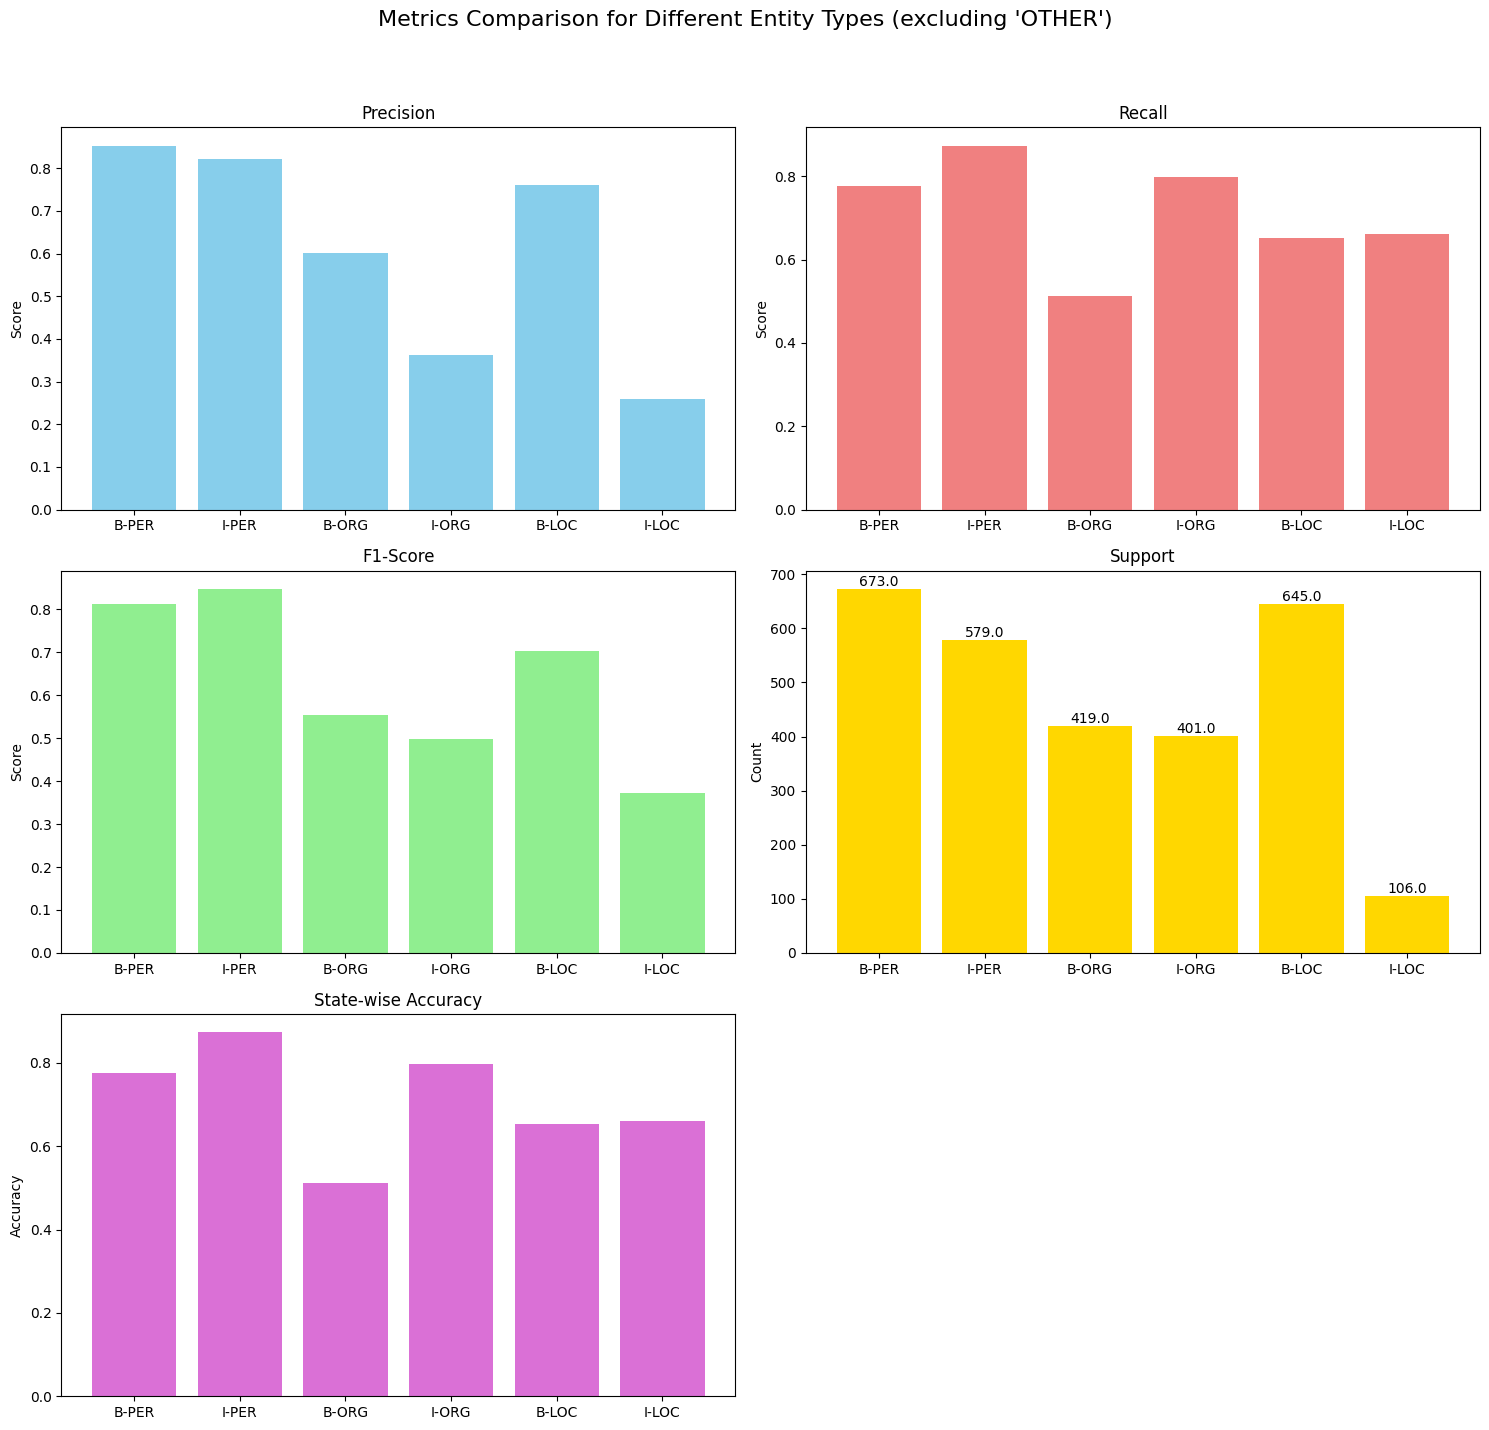 Metrics Comparison for Different Entity Types (excluding 'OTHER')
Precision
Score
0.8
0.7
0.6
0.5
0.4
0.3
0.2
0.1
0.0
B-PER I-PER B-ORG I-ORG B-LOC I-LOC
Recall
Score
0.8
0.6
0.4
0.2
0.0
B-PER I-PER B-ORG I-ORG B-LOC I-LOC
F1-Score
Score
0.8
0.7
0.6
0.5
0.4
0.3
0.2
0.1
0.0
B-PER I-PER B-ORG I-ORG B-LOC I-LOC
Support
Count
700
600
500
400
300
200
100
0
673.0
579.0
419.0
401.0
645.0
106.0
B-PER I-PER B-ORG I-ORG B-LOC I-LOC
State-wise Accuracy
Accuracy
0.8
0.6
0.4
0.2
0.0
B-PER I-PER B-ORG I-ORG B-LOC I-LOC